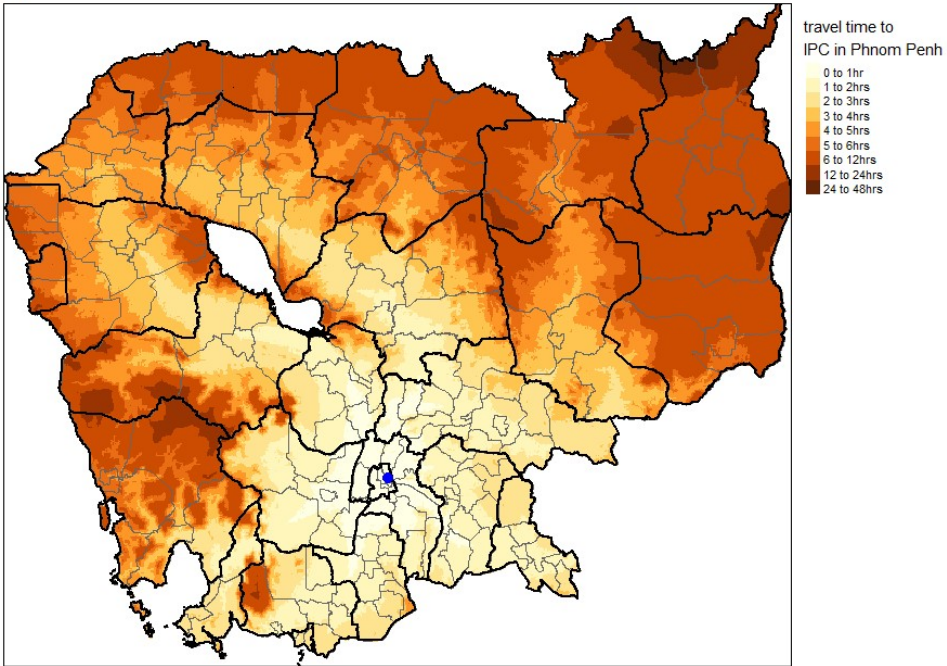 travel time to
IPC in Phnom Penh
0 to 1hr
1 to 2hrs
2 to 3hrs
3 to 4hrs
4 to 5hrs
5 to 6hrs
6 to 12hrs
12 to 24hrs
24 to 48hrs